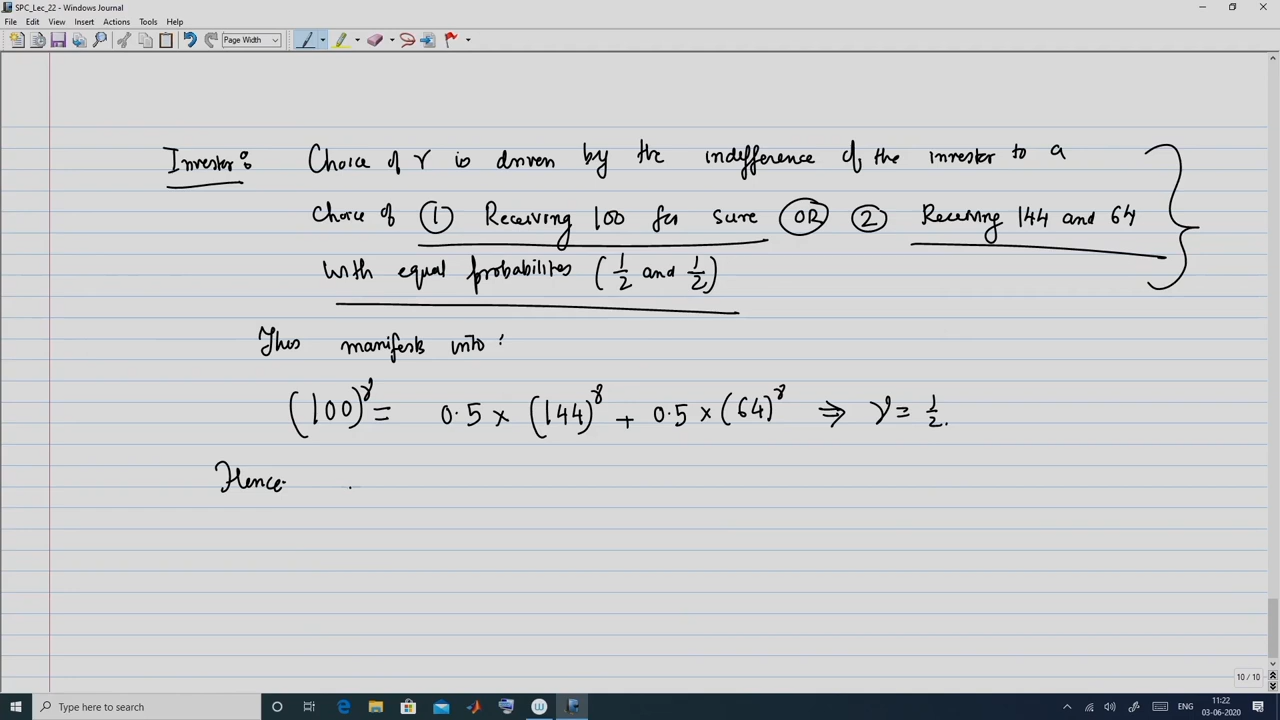 SPC_Lec_22 - Windows Journal
File Edit View Insert Actions Tools Help
Page Width
Investor: Choice of γ is driven by the indifference of the investor to a
choice of ① Receiving 100 for sure OR ② Receiving 144 and 64
with equal probabilities (1/2 and 1/2)
This manifests into :
(100)^γ = 0.5 × (144)^γ + 0.5 × (64)^γ ⇒ γ = 1/2.
Hence
10 / 10
Type here to search
ENG
11:22
03-06-2020